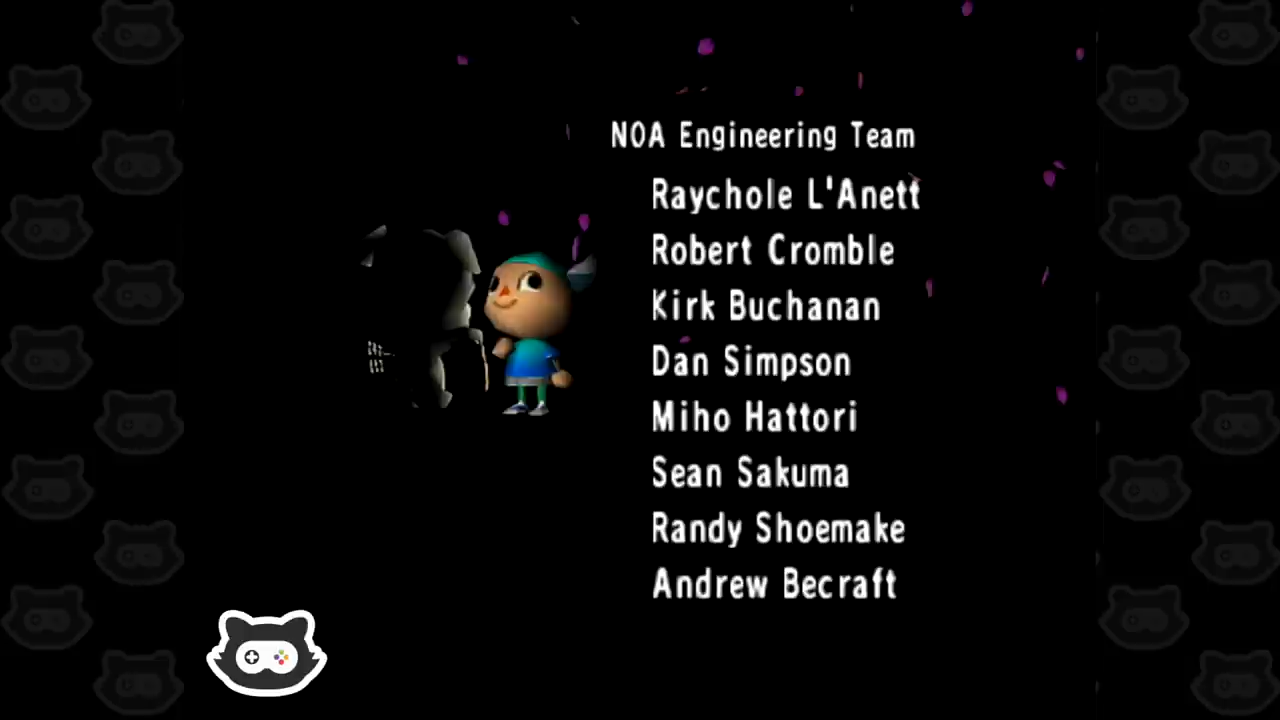 NOA Engineering Team
Raychole L'Anett
Robert Cromble
Kirk Buchanan
Dan Simpson
Miho Hattori
Sean Sakuma
Randy Shoemake
Andrew Becraft